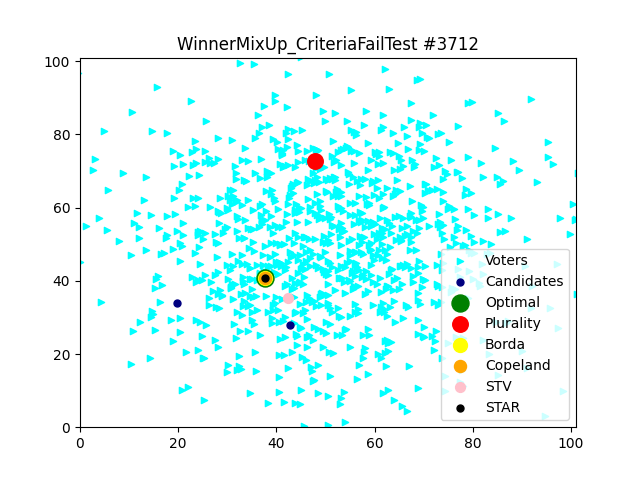 WinnerMixUp_CriteriaFailTest #3712
100
80
60
40
20
0
0 20 40 60 80 100
Voters
Candidates
Optimal
Plurality
Borda
Copeland
STV
STAR